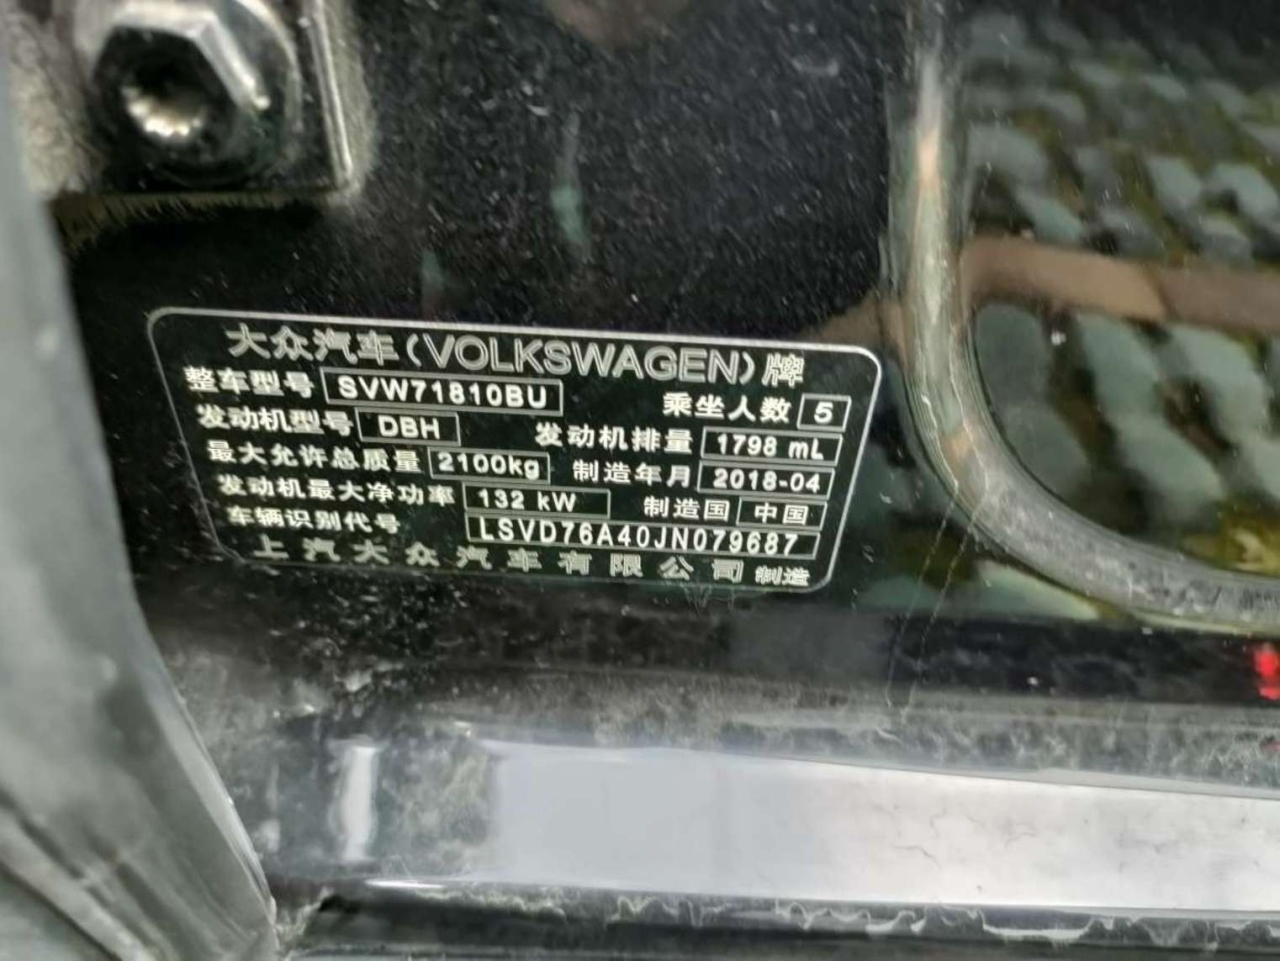 大众汽车(VOLKSWAGEN)牌
整车型号 SVW71810BU 乘坐人数 5
发动机型号 DBH 发动机排量 1798 mL
最大允许总质量 2100kg 制造年月 2018-04
发动机最大净功率 132 kW 制造国 中国
车辆识别代号 LSVD76A40JN079687
上汽大众汽车有限公司 制造